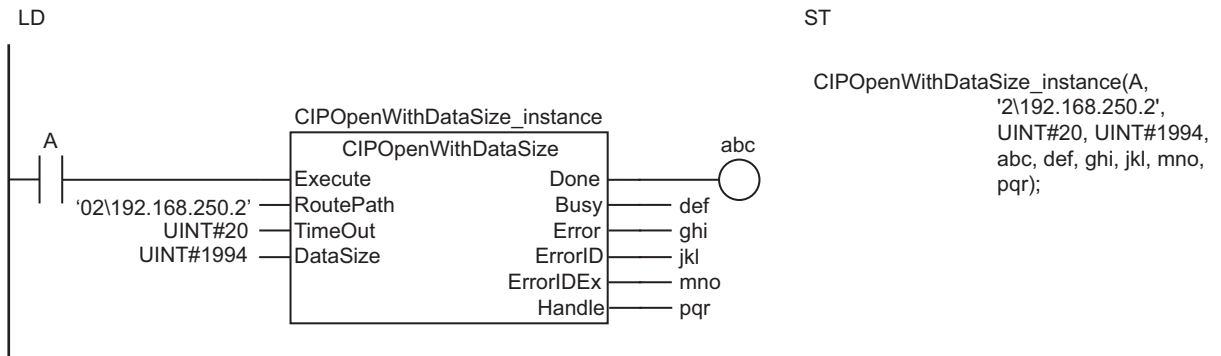 LD
A
CIPOpenWithDataSize_instance
CIPOpenWithDataSize
abc
Execute Done
‘02\192.168.250.2’ RoutePath Busy def
UINT#20 TimeOut Error ghi
UINT#1994 DataSize ErrorID jkl
ErrorIDEx mno
Handle pqr
ST
CIPOpenWithDataSize_instance(A,
'2\192.168.250.2',
UINT#20, UINT#1994,
abc, def, ghi, jkl, mno,
pqr);